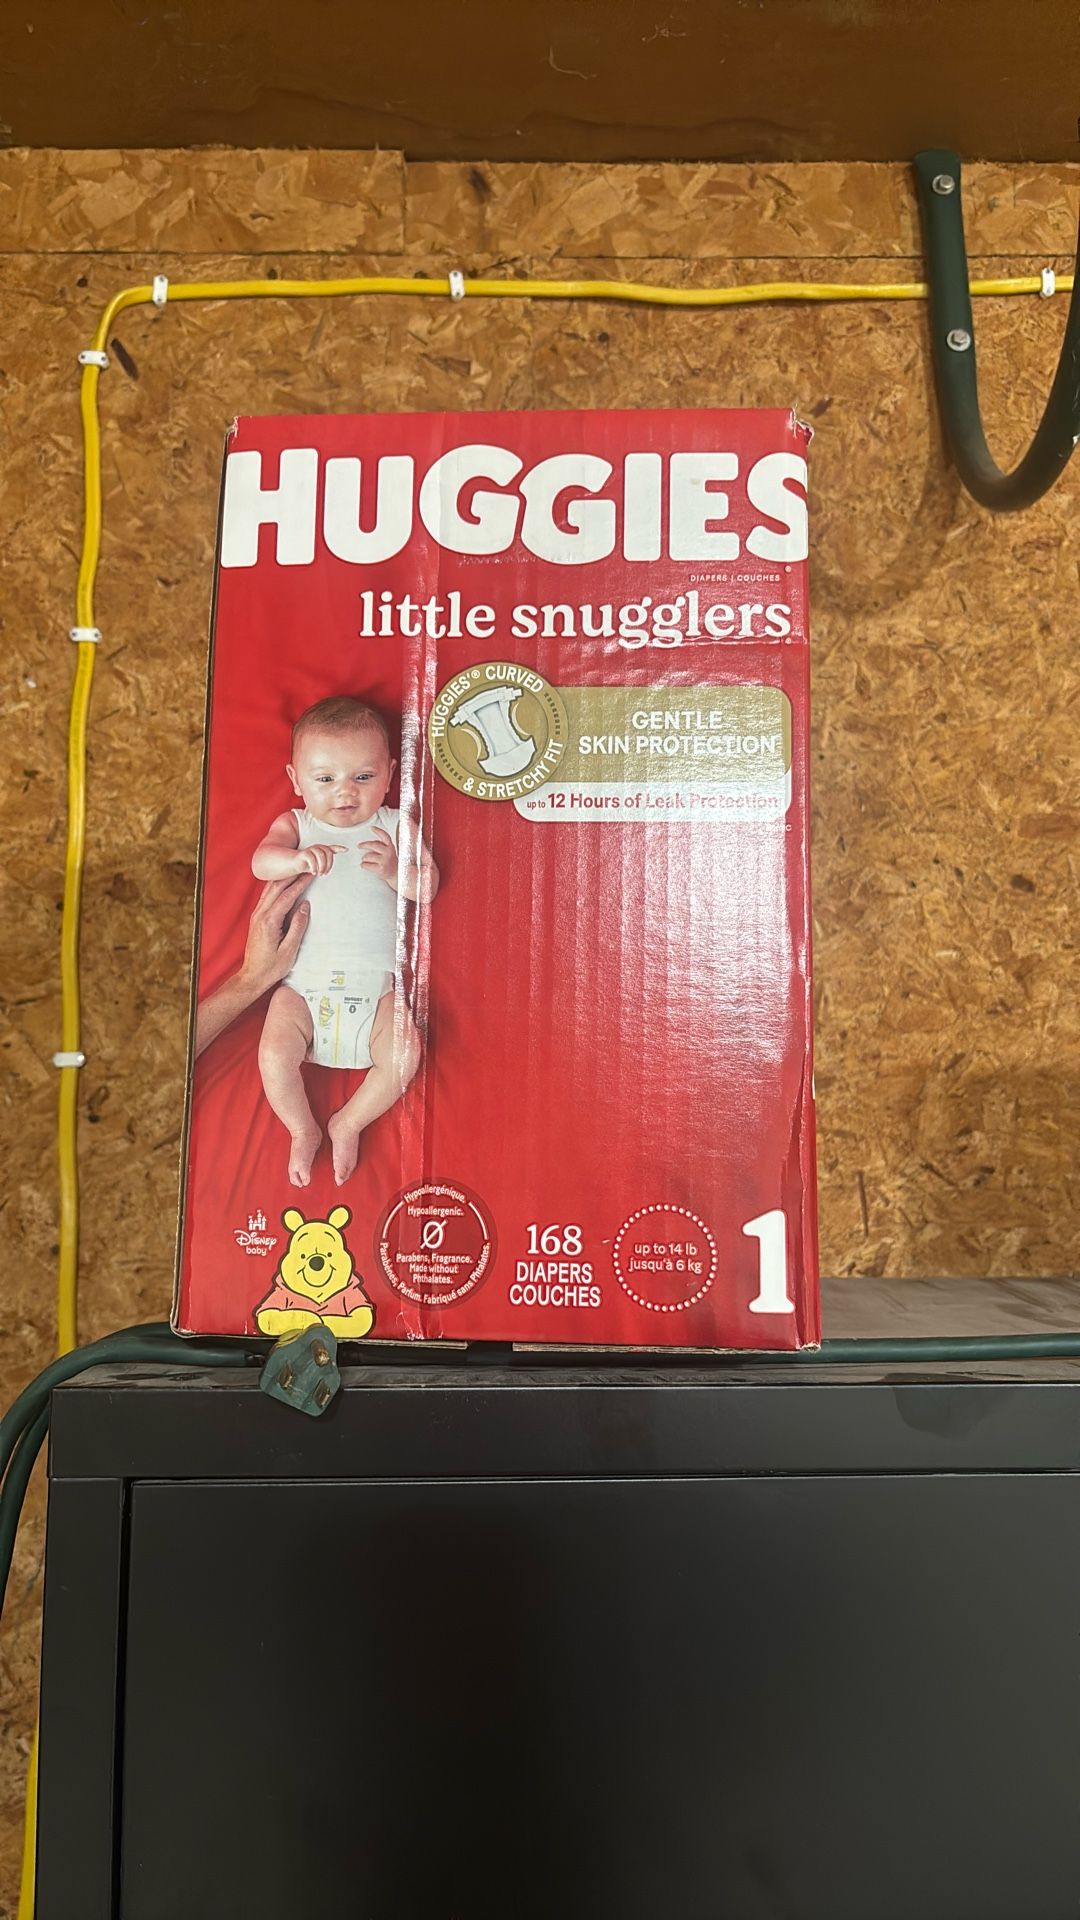 HUGGIES
DIAPERS | COUCHES
little snugglers
HUGGIES® CURVED
& STRETCHY FIT
GENTLE
SKIN PROTECTION
up to 12 Hours of Leak Protection
Disney
baby
Hypoallergénique.
Hypoallergenic.
Parabens, Fragrance.
Made without
Phthalates.
Parabènes, Parfum. Fabriqué sans Phtalates.
168
DIAPERS
COUCHES
up to 14 lb
jusqu'à 6 kg
1